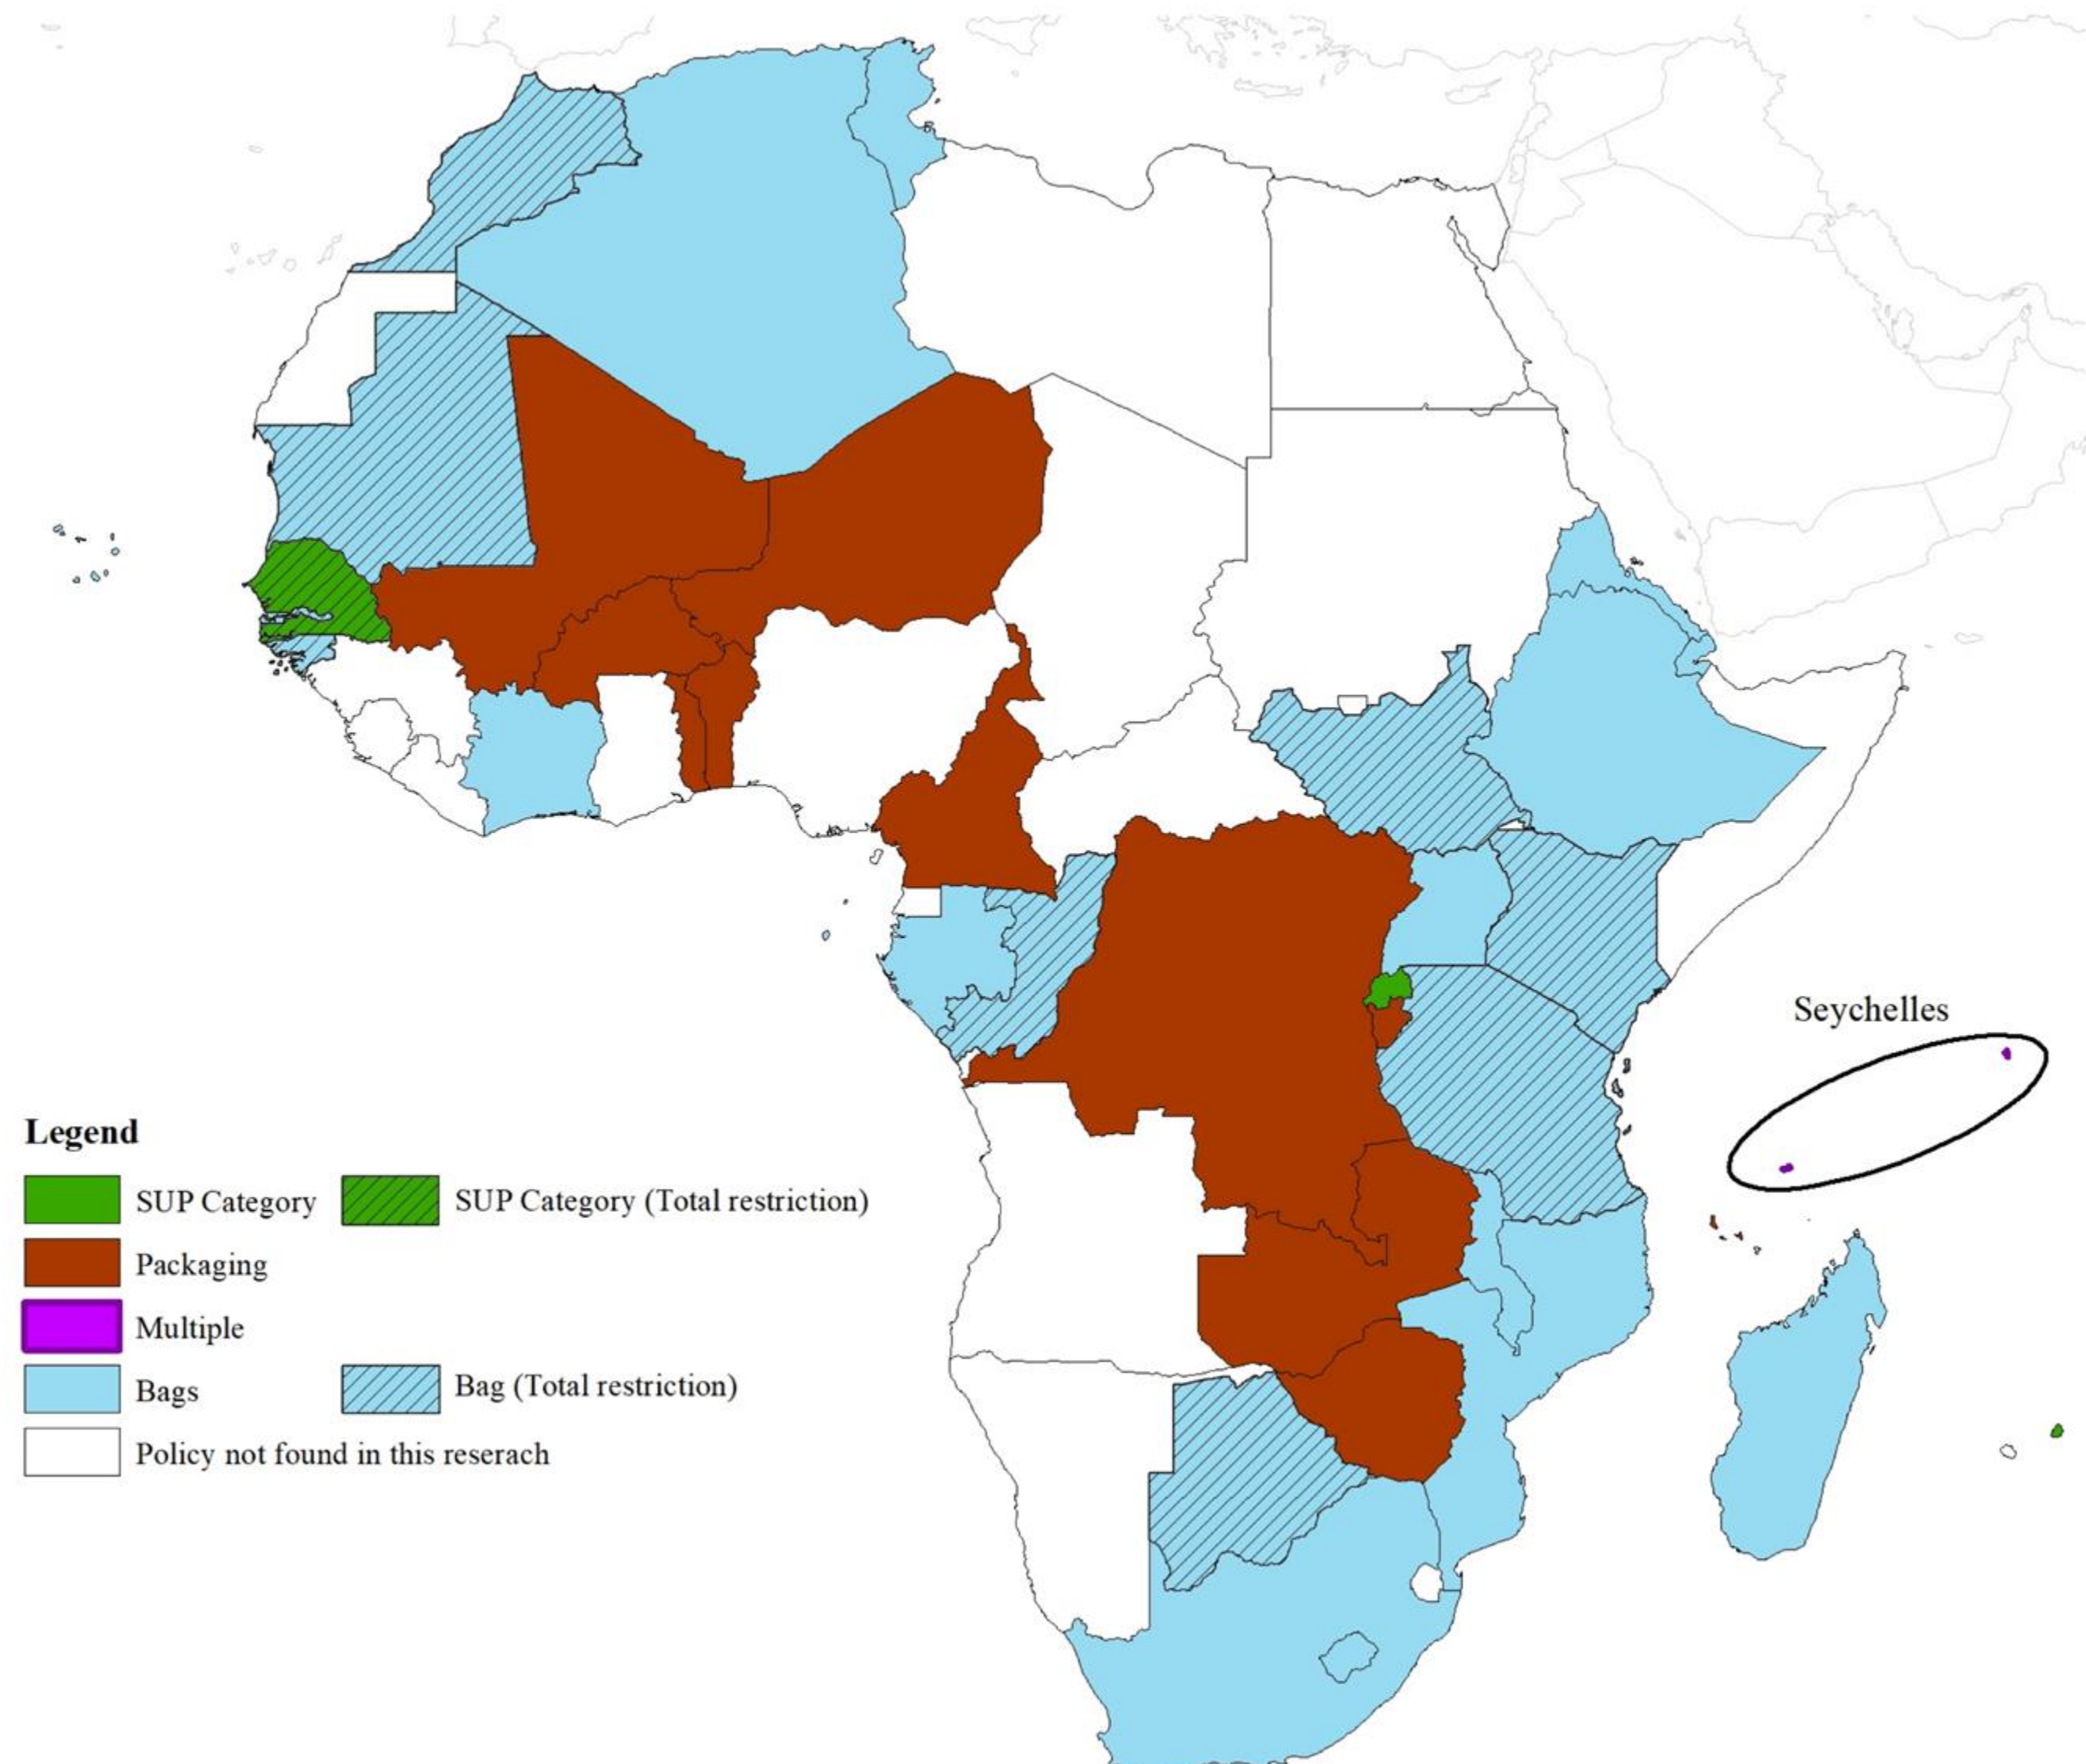 Seychelles
Legend
SUP Category
SUP Category (Total restriction)
Packaging
Multiple
Bags
Bag (Total restriction)
Policy not found in this reserach